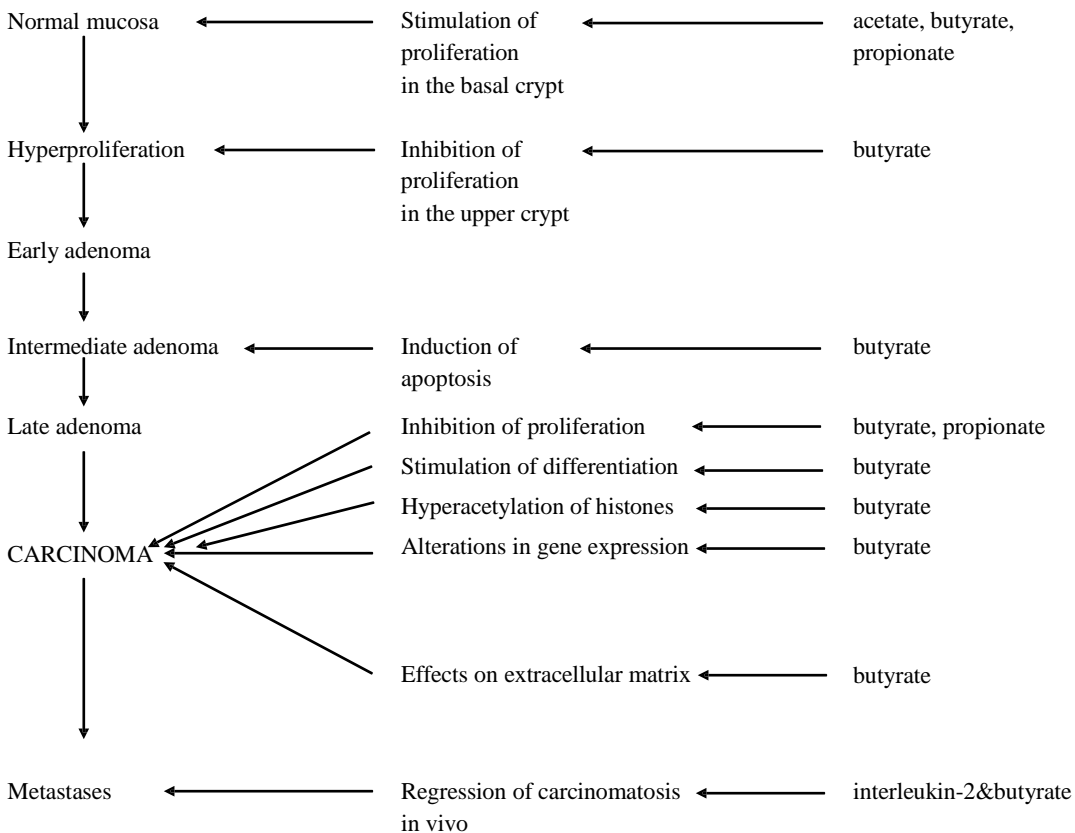 Normal mucosa
Stimulation of
proliferation
in the basal crypt
acetate, butyrate,
propionate
Hyperproliferation
Inhibition of
proliferation
in the upper crypt
butyrate
Early adenoma
Intermediate adenoma
Induction of
apoptosis
butyrate
Late adenoma
Inhibition of proliferation
butyrate, propionate
Stimulation of differentiation
butyrate
Hyperacetylation of histones
butyrate
CARCINOMA
Alterations in gene expression
butyrate
Effects on extracellular matrix
butyrate
Metastases
Regression of carcinomatosis
in vivo
interleukin-2&butyrate